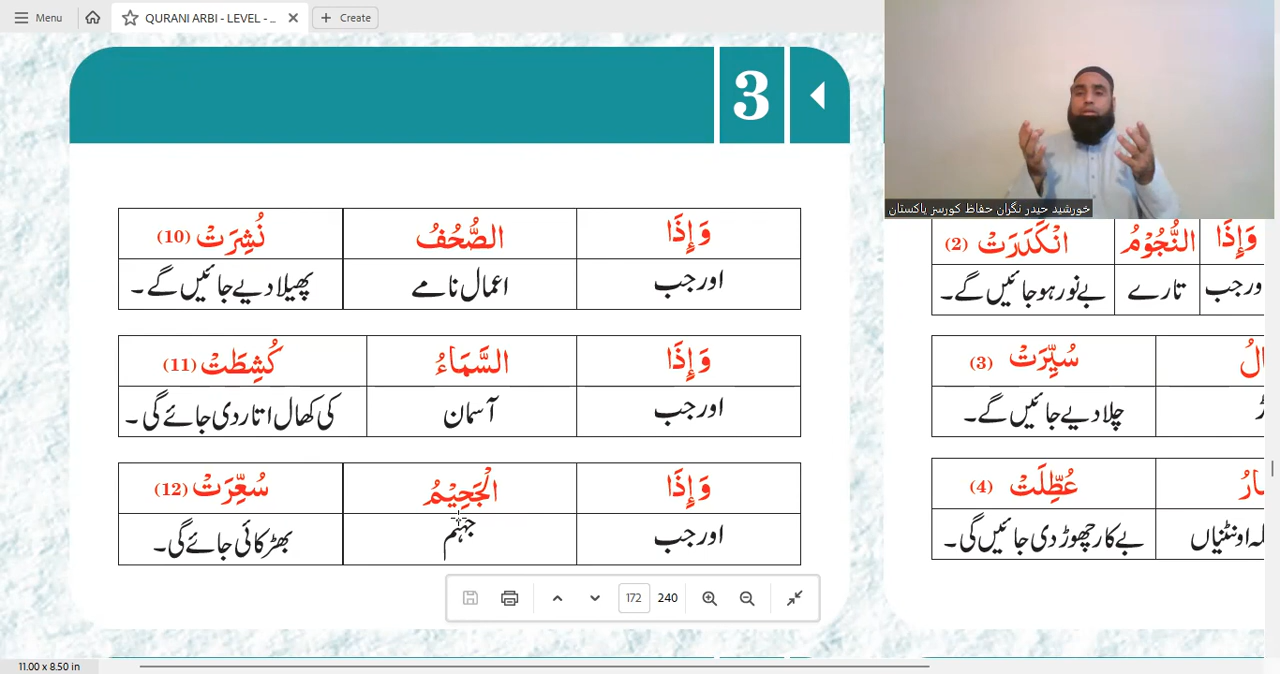 Menu
QURANI ARBI - LEVEL - ...
Create
3
خورشید حیدر نگران حفاظ کورسز پاکستان
وَإِذَا الصُّحُفُ نُشِرَتْ (10)
اور جب اعمال نامے پھیلا دیے جائیں گے۔
وَإِذَا السَّمَاءُ كُشِطَتْ (11)
اور جب آسمان کی کھال اتار دی جائے گی۔
وَإِذَا الْجَحِيْمُ سُعِّرَتْ (12)
اور جب جہنم بھڑکائی جائے گی۔
وَإِذَا النُّجُوْمُ انْكَدَرَتْ (2)
اور جب تارے بے نور ہو جائیں گے۔
سُيِّرَتْ (3)
چلا دیے جائیں گے۔
عُطِّلَتْ (4)
اونٹنیاں بے کار چھوڑ دی جائیں گی۔
172 240
11.00 x 8.50 in